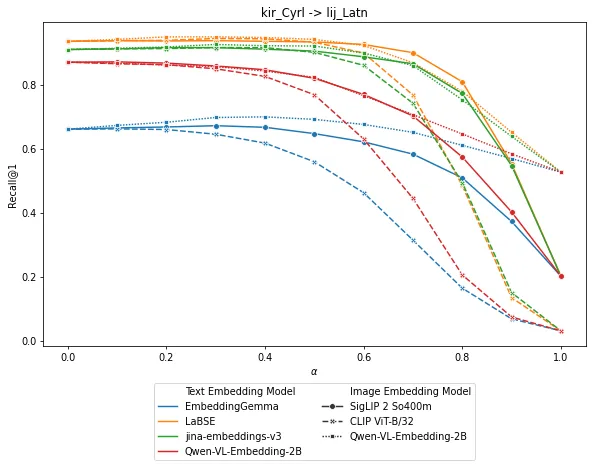 kir_Cyrl -> lij_Latn
Recall@1
0.8
0.6
0.4
0.2
0.0
0.0 0.2 0.4 0.6 0.8 1.0
α
Text Embedding Model
EmbeddingGemma
LaBSE
jina-embeddings-v3
Qwen-VL-Embedding-2B
Image Embedding Model
SigLIP 2 So400m
CLIP ViT-B/32
Qwen-VL-Embedding-2B